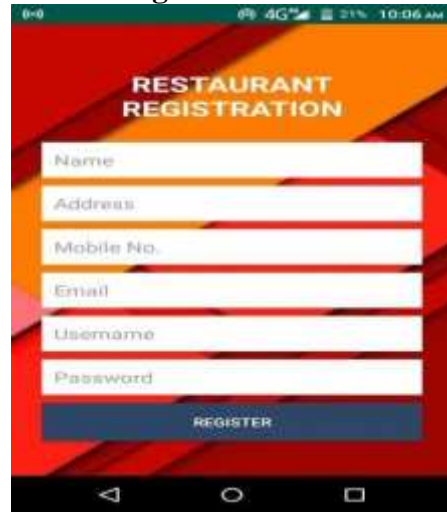 4G 21% 10:06 AM
RESTAURANT
REGISTRATION
Name
Address
Mobile No.
Email
Username
Password
REGISTER